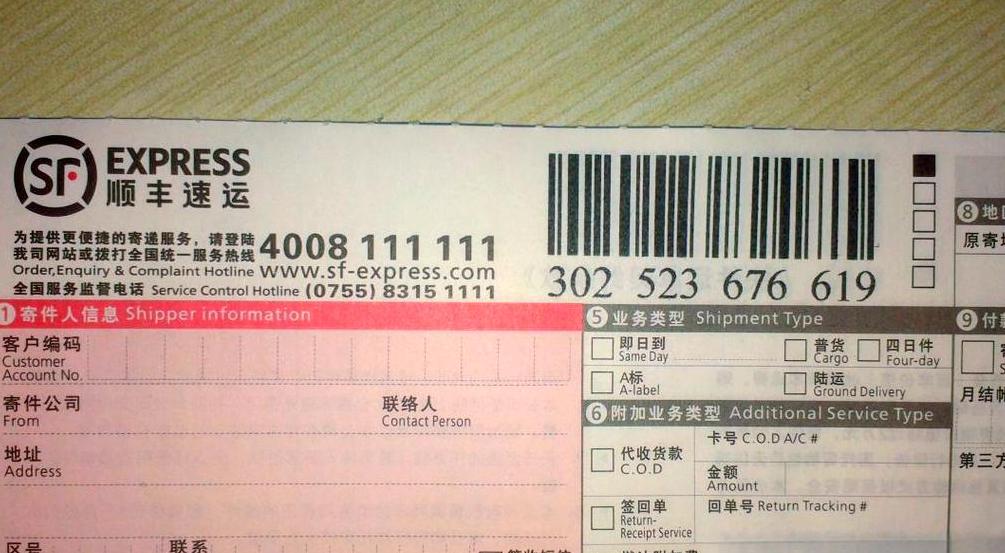 SF EXPRESS
顺丰速运
为提供更便捷的寄递服务，请登陆
我司网站或拨打全国统一服务热线
4008 111 111
Order,Enquiry & Complaint Hotline www.sf-express.com
全国服务监督电话 Service Control Hotline (0755) 8315 1111
302 523 676 619
1 寄件人信息 Shipper information
客户编码
Customer
Account No.
寄件公司
From
联络人
Contact Person
地址
Address
区号
联系
5 业务类型 Shipment Type
即日到
Same Day
普货
Cargo
四日件
Four-day
A标
A-label
陆运
Ground Delivery
6 附加业务类型 Additional Service Type
代收货款
C.O.D
卡号 C.O.D A/C #
金额
Amount
签回单
Return-
Receipt Service
回单号 Return Tracking #
8 地
原寄
9 付
月结
第三方